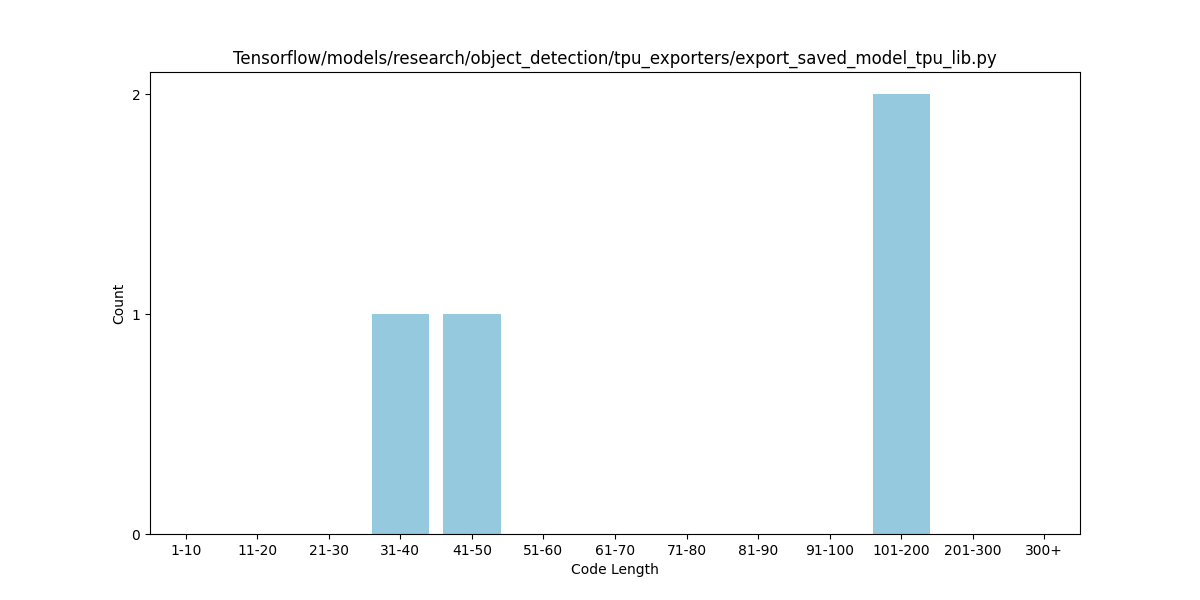 Tensorflow/models/research/object_detection/tpu_exporters/export_saved_model_tpu_lib.py
2
1
0
Count
1-10 11-20 21-30 31-40 41-50 51-60 61-70 71-80 81-90 91-100 101-200 201-300 300+
Code Length